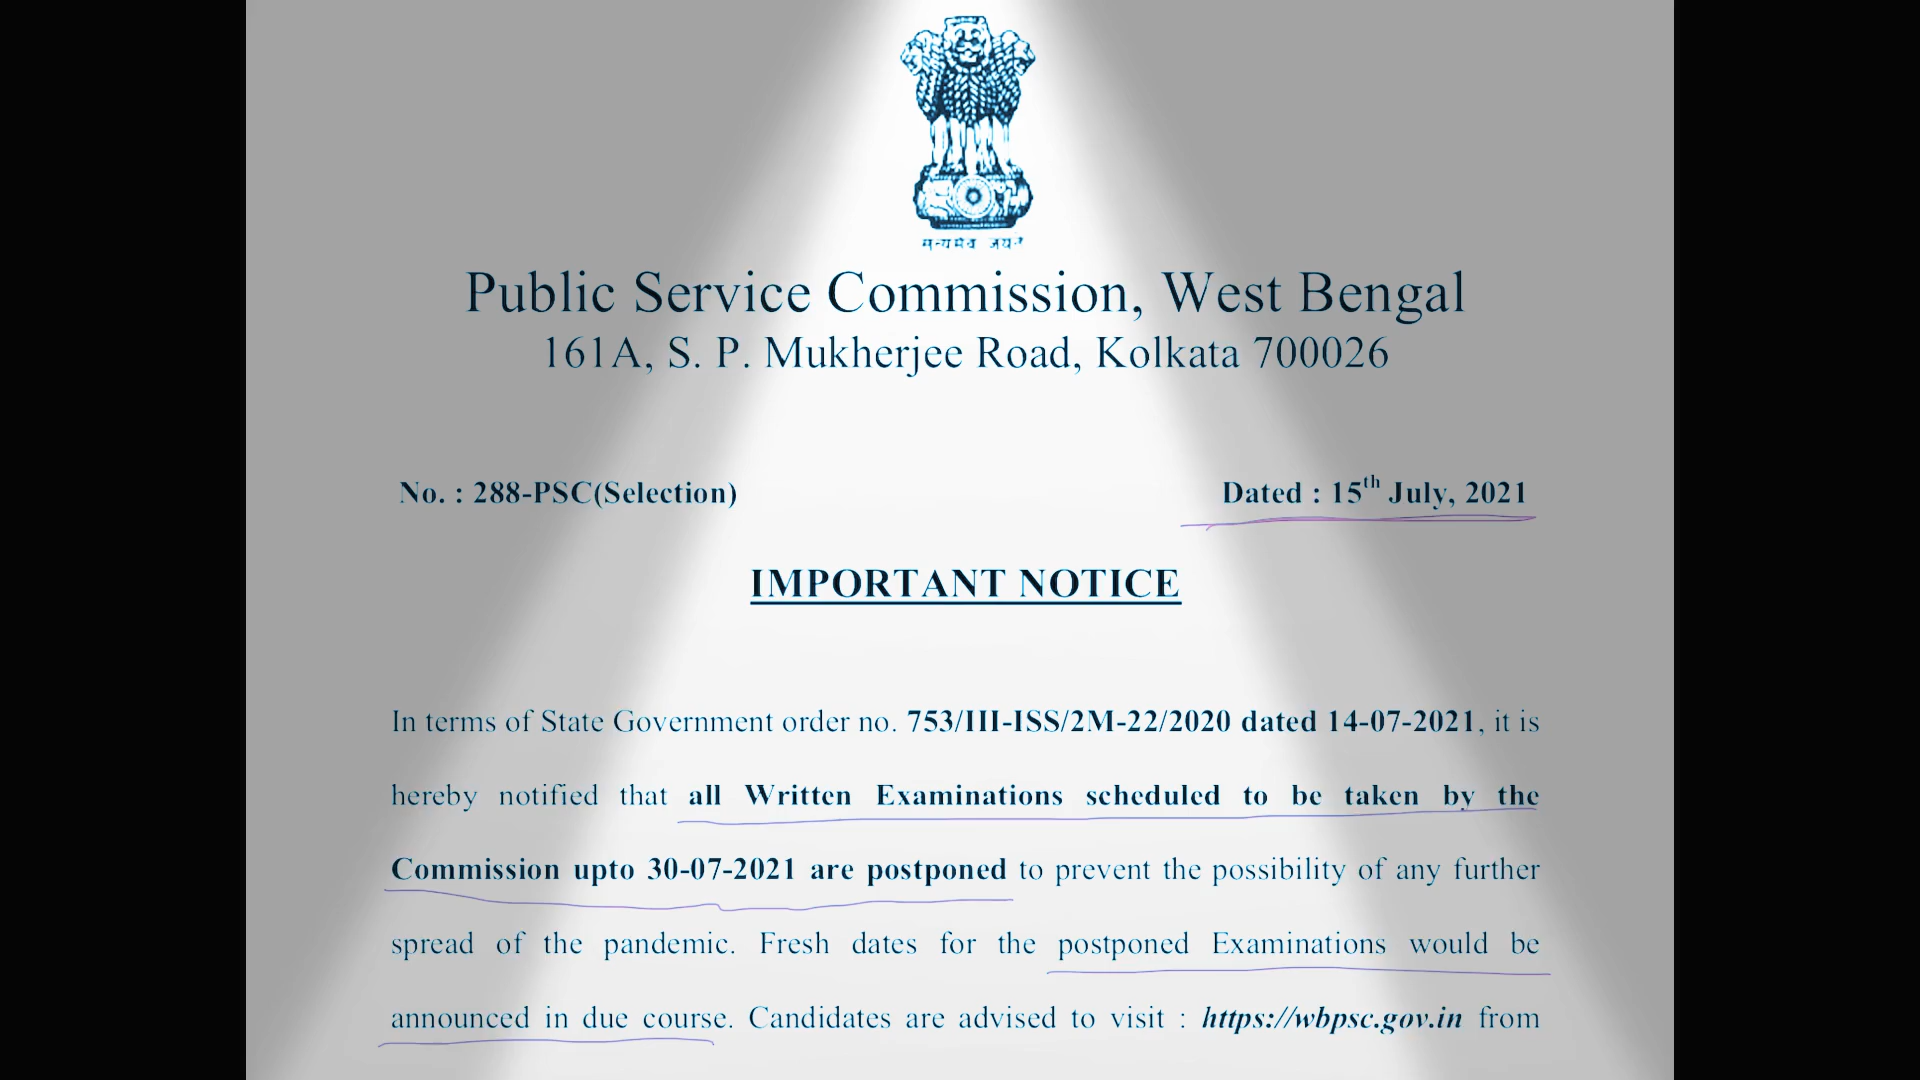 सत्यमेव जयते
Public Service Commission, West Bengal
161A, S. P. Mukherjee Road, Kolkata 700026
No. : 288-PSC(Selection)
Dated : 15th July, 2021
IMPORTANT NOTICE
In terms of State Government order no. 753/III-ISS/2M-22/2020 dated 14-07-2021, it is
hereby notified that all Written Examinations scheduled to be taken by the
Commission upto 30-07-2021 are postponed to prevent the possibility of any further
spread of the pandemic. Fresh dates for the postponed Examinations would be
announced in due course. Candidates are advised to visit : https://wbpsc.gov.in from